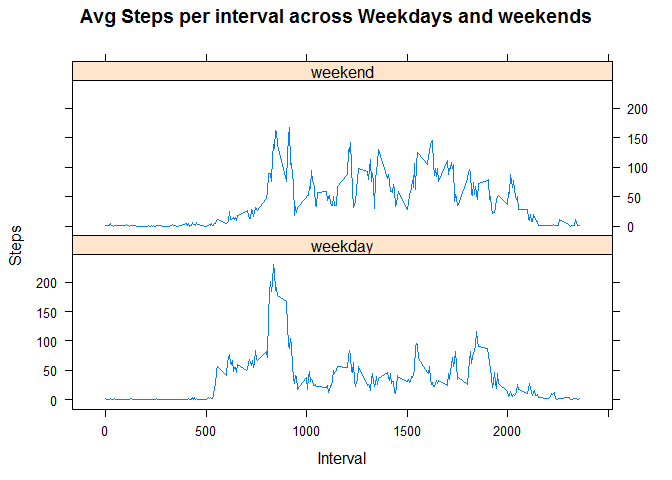 Avg Steps per interval across Weekdays and weekends
weekend
200
150
100
50
0
Steps
weekday
200
150
100
50
0
0 500 1000 1500 2000
Interval